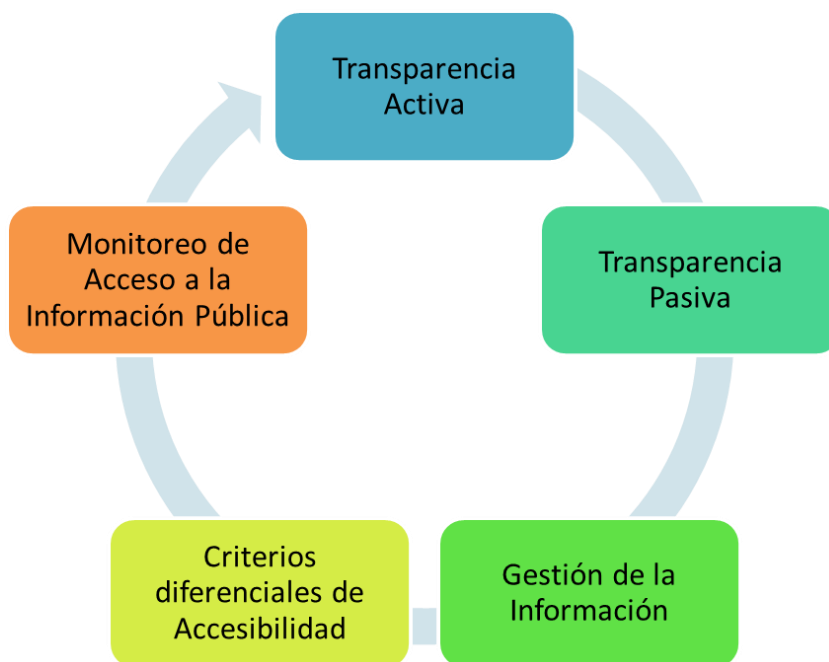 Transparencia
Activa
Transparencia
Pasiva
Gestión de la
Información
Criterios
diferenciales de
Accesibilidad
Monitoreo de
Acceso a la
Información Pública